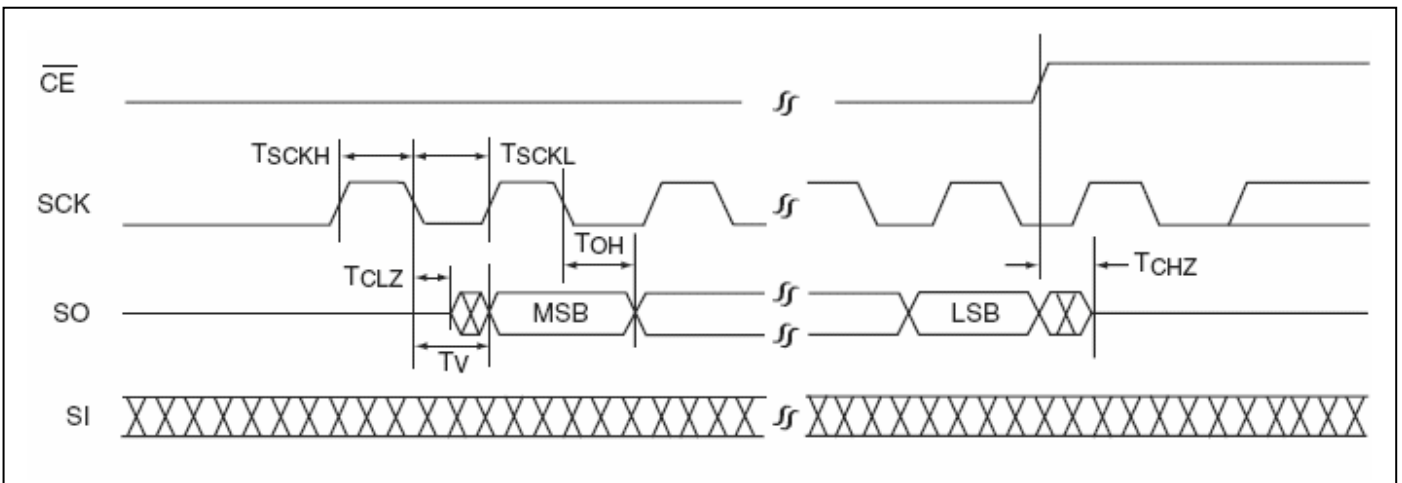 CE
TSCKH
TSCKL
SCK
TOH
TCLZ
TCHZ
SO
MSB
LSB
TV
SI